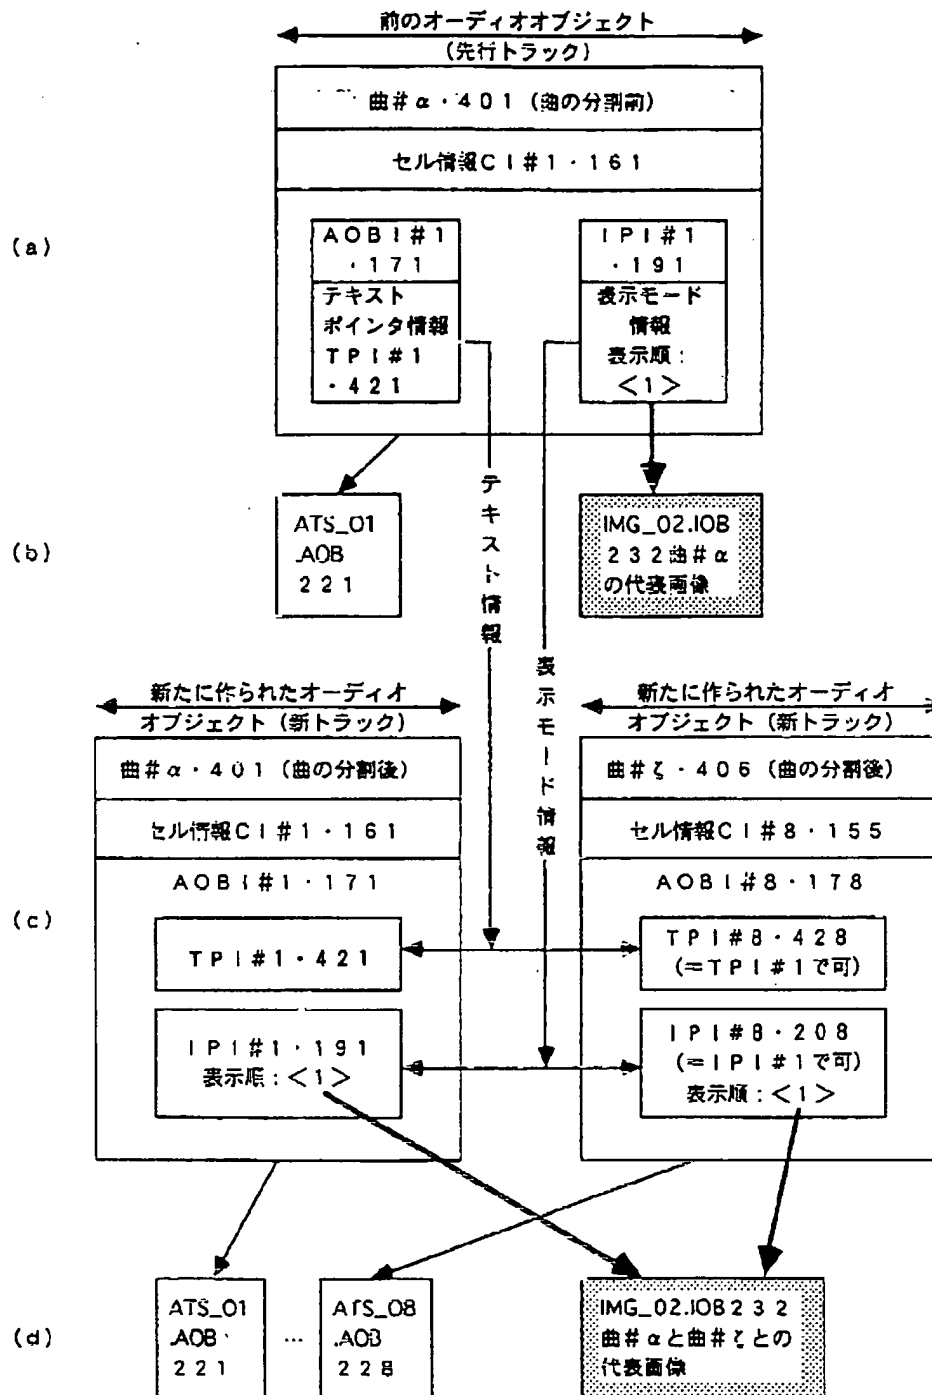 前のオーディオオブジェクト
(先行トラック)
曲#α・401(曲の分割前)
セル情報CI#1・161
(a)
AOBI#1
・171
テキスト
ポインタ情報
TPI#1
・421
IPI#1
・191
表示モード
情報
表示順:
<1>
(b)
ATS_01
.AOB
221
テキスト情報
IMG_02.IOB
232曲#α
の代表画像
表示モード情報
新たに作られたオーディオ
オブジェクト(新トラック)
曲#α・401(曲の分割後)
セル情報CI#1・161
AOBI#1・171
新たに作られたオーディオ
オブジェクト(新トラック)
曲#ζ・406(曲の分割後)
セル情報CI#8・155
AOBI#8・178
(c)
TPI#1・421
TPI#8・428
(=TPI#1で可)
IPI#1・191
表示順:<1>
IPI#8・208
(=IPI#1で可)
表示順:<1>
(d)
ATS_01
.AOB
221
…
ATS_08
.AOB
228
IMG_02.IOB232
曲#αと曲#ζとの
代表画像